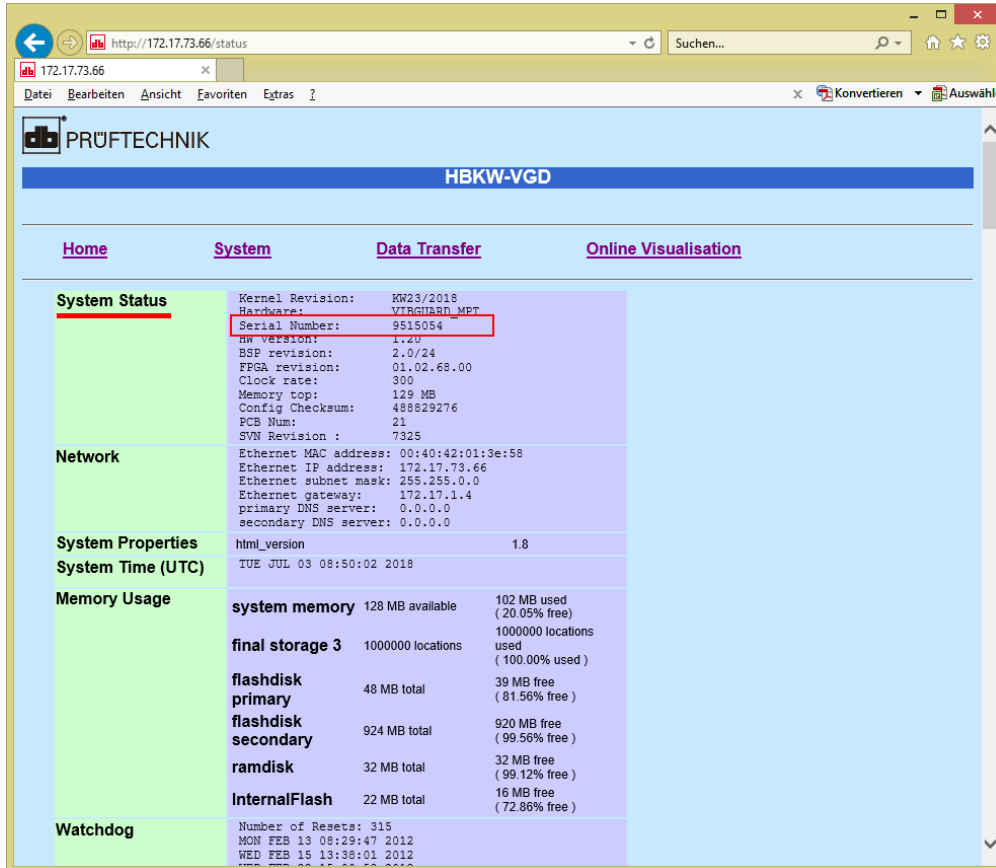 http://172.17.73.66/status
Suchen...
172.17.73.66
Datei Bearbeiten Ansicht Favoriten Extras ?
x Konvertieren Auswähl
db PRÜFTECHNIK
HBKW-VGD
Home System Data Transfer Online Visualisation
System Status
Kernel Revision: KW23/2018
Hardware: VIBGUARD_MPT
Serial Number: 9515054
HW version: 1.20
BSP revision: 2.0/24
FPGA revision: 01.02.68.00
Clock rate: 300
Memory top: 129 MB
Config Checksum: 488829276
PCB Num: 21
SVN Revision : 7325
Network
Ethernet MAC address: 00:40:42:01:3e:58
Ethernet IP address: 172.17.73.66
Ethernet subnet mask: 255.255.0.0
Ethernet gateway: 172.17.1.4
primary DNS server: 0.0.0.0
secondary DNS server: 0.0.0.0
System Properties
html_version 1.8
System Time (UTC)
TUE JUL 03 08:50:02 2018
Memory Usage
system memory 128 MB available 102 MB used
( 20.05% free)
final storage 3 1000000 locations 1000000 locations
used
( 100.00% used )
flashdisk
primary 48 MB total 39 MB free
( 81.56% free )
flashdisk
secondary 924 MB total 920 MB free
( 99.56% free )
ramdisk 32 MB total 32 MB free
( 99.12% free )
InternalFlash 22 MB total 16 MB free
( 72.86% free )
Watchdog
Number of Resets: 315
MON FEB 13 08:29:47 2012
WED FEB 15 13:38:01 2012